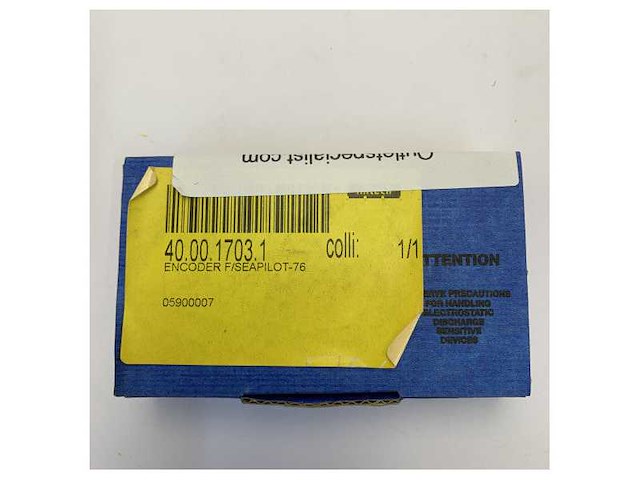 Outletspecialist.com
40.00.1703.1 colli: 1/1
ENCODER F/SEAPILOT-76
05900007
TTENTION
ERVE PRECAUTIONS
FOR HANDLING
ELECTROSTATIC
DISCHARGE
SENSITIVE
DEVICES